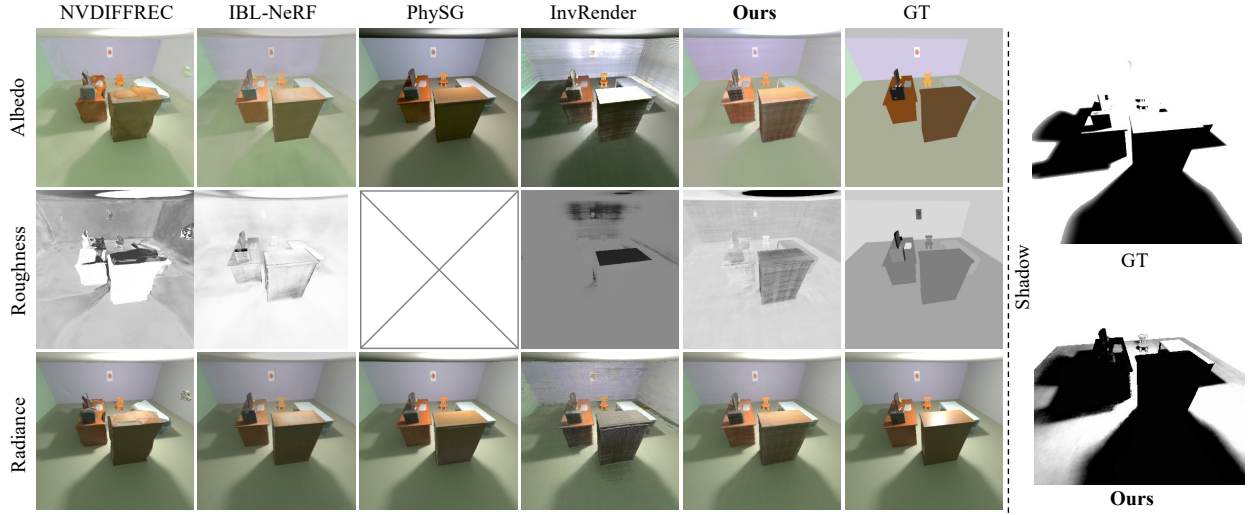 NVDIFFREC IBL-NeRF PhySG InvRender Ours GT
Albedo
Roughness
Radiance
Shadow
GT
Ours